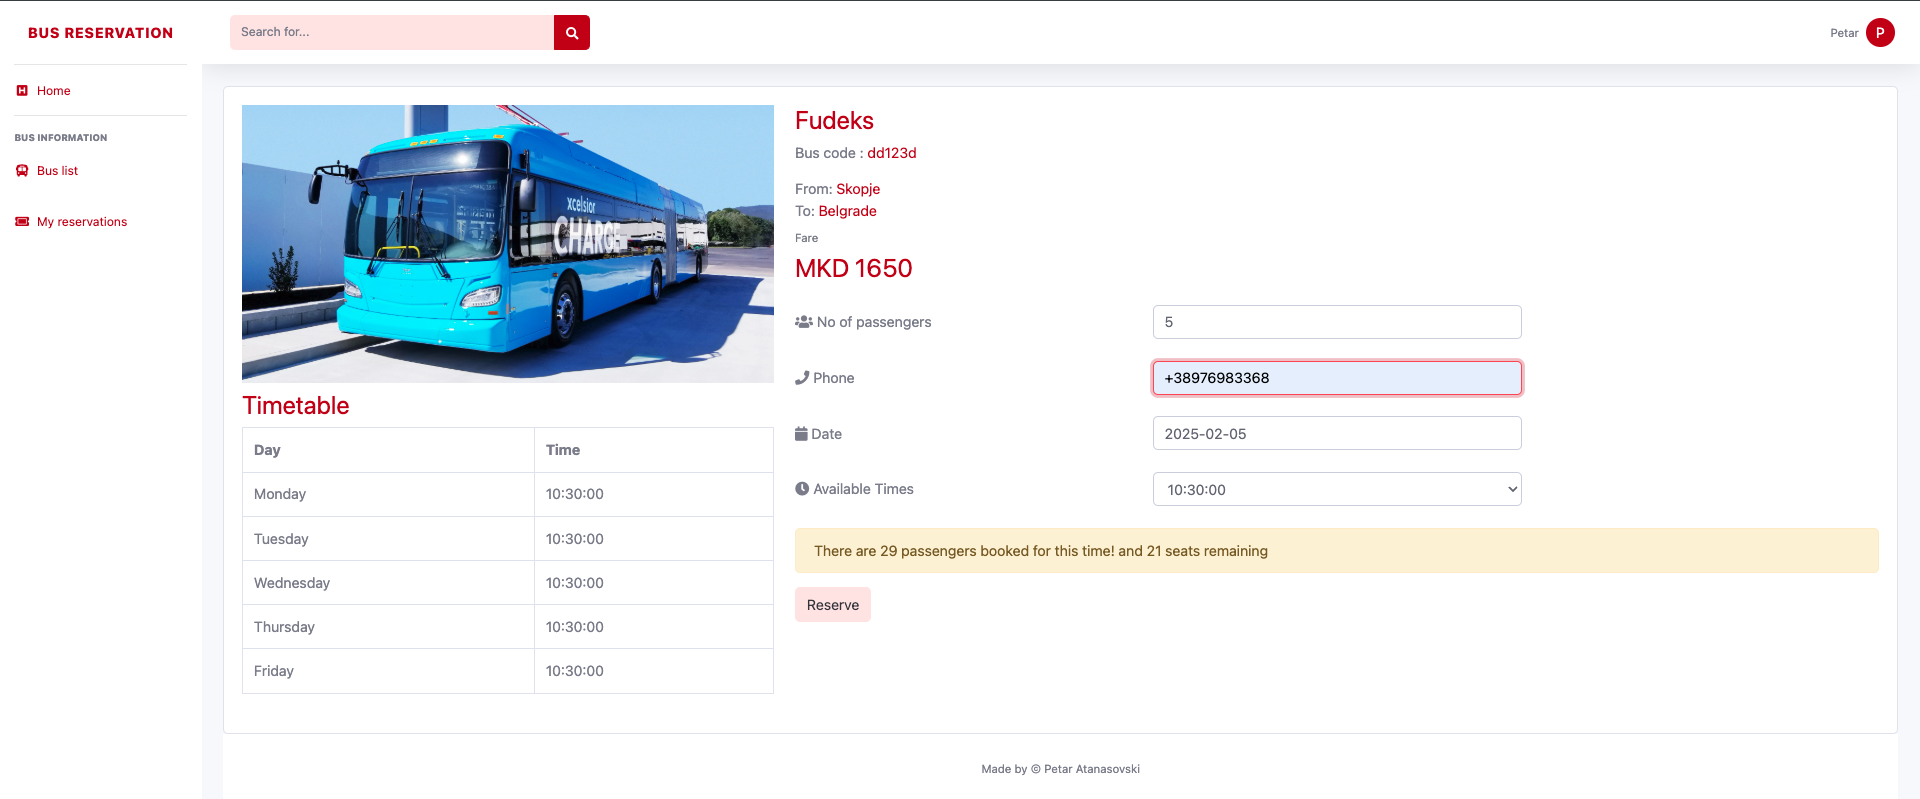 BUS RESERVATION
Search for...
Petar
P
Home
BUS INFORMATION
Bus list
My reservations
xcelsior
CHARGE
Timetable
Day Time
Monday 10:30:00
Tuesday 10:30:00
Wednesday 10:30:00
Thursday 10:30:00
Friday 10:30:00
Fudeks
Bus code : dd123d
From: Skopje
To: Belgrade
Fare
MKD 1650
No of passengers 5
Phone +38976983368
Date 2025-02-05
Available Times 10:30:00
There are 29 passengers booked for this time! and 21 seats remaining
Reserve
Made by © Petar Atanasovski